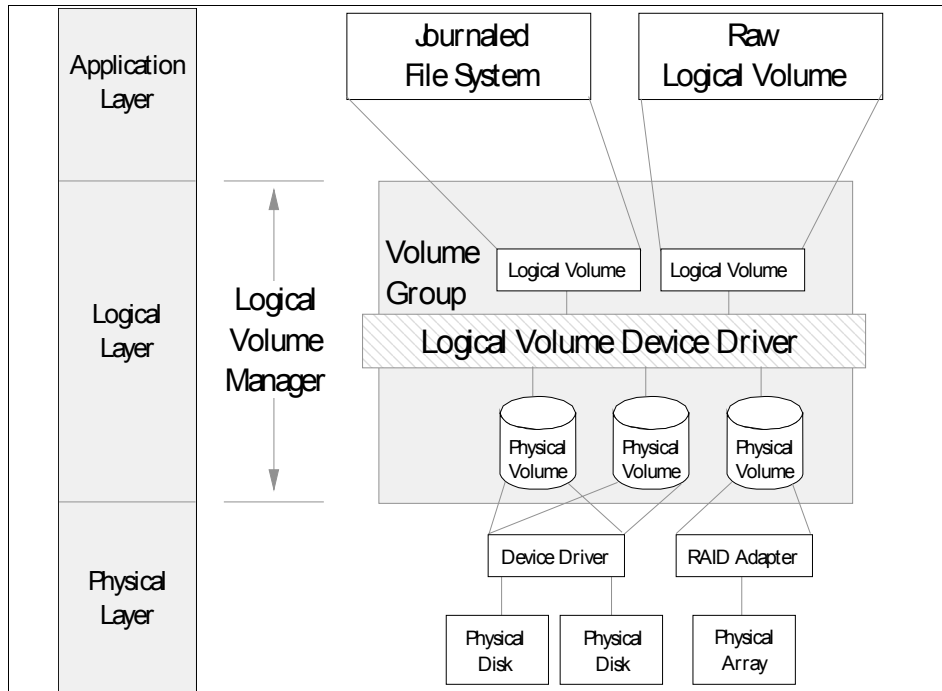 Application
Layer
Journaled
File System
Raw
Logical Volume
Logical
Layer
Logical
Volume
Manager
Volume
Group
Logical Volume
Logical Volume
Logical Volume Device Driver
Physical
Volume
Physical
Volume
Physical
Volume
Physical
Layer
Device Driver
RAID Adapter
Physical
Disk
Physical
Disk
Physical
Array